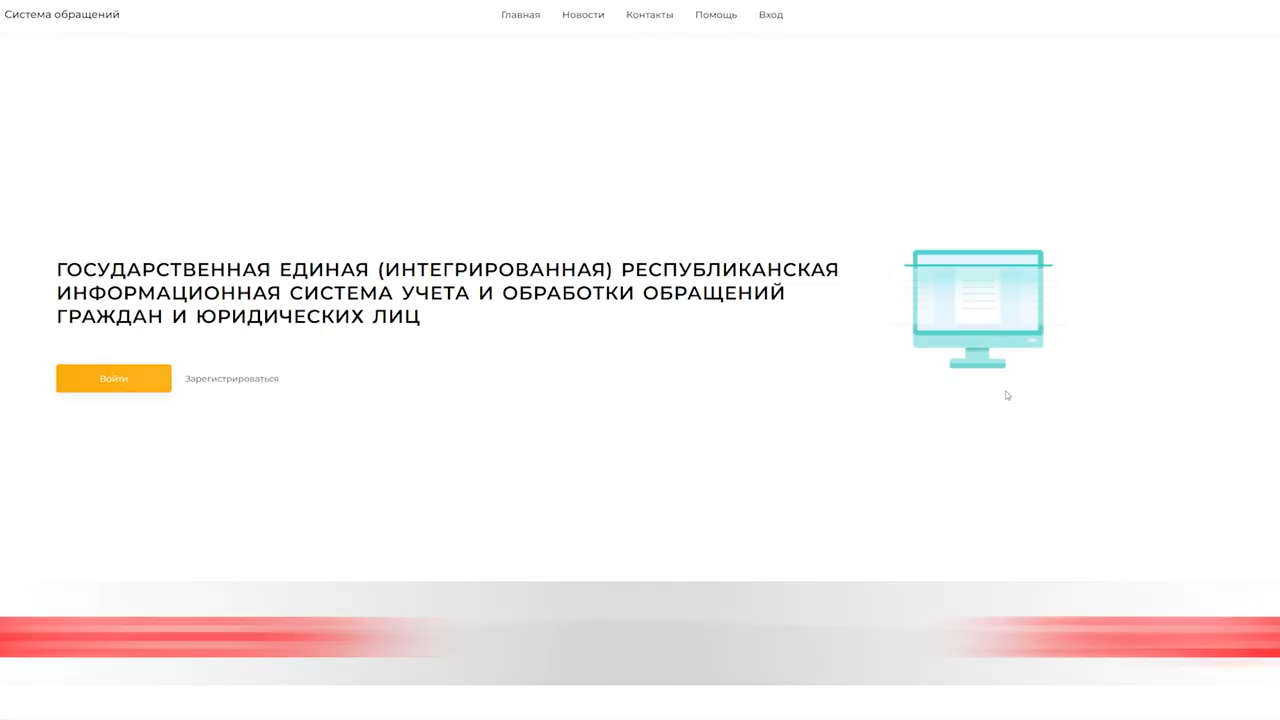 Система обращений
Главная Новости Контакты Помощь Вход
ГОСУДАРСТВЕННАЯ ЕДИНАЯ (ИНТЕГРИРОВАННАЯ) РЕСПУБЛИКАНСКАЯ
ИНФОРМАЦИОННАЯ СИСТЕМА УЧЕТА И ОБРАБОТКИ ОБРАЩЕНИЙ
ГРАЖДАН И ЮРИДИЧЕСКИХ ЛИЦ
Войти Зарегистрироваться